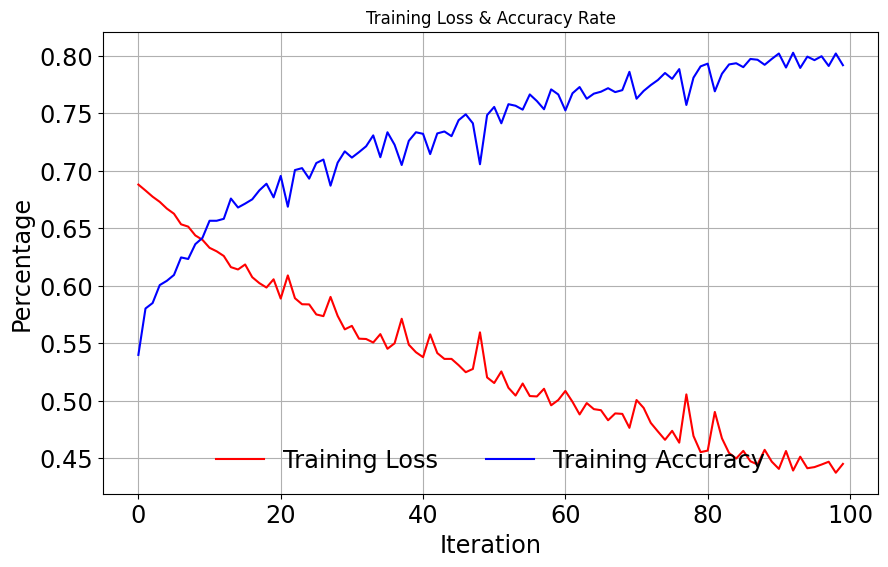 Training Loss & Accuracy Rate
0.80
0.75
0.70
0.65
0.60
0.55
0.50
0.45
Percentage
Training Loss Training Accuracy
0 20 40 60 80 100
Iteration